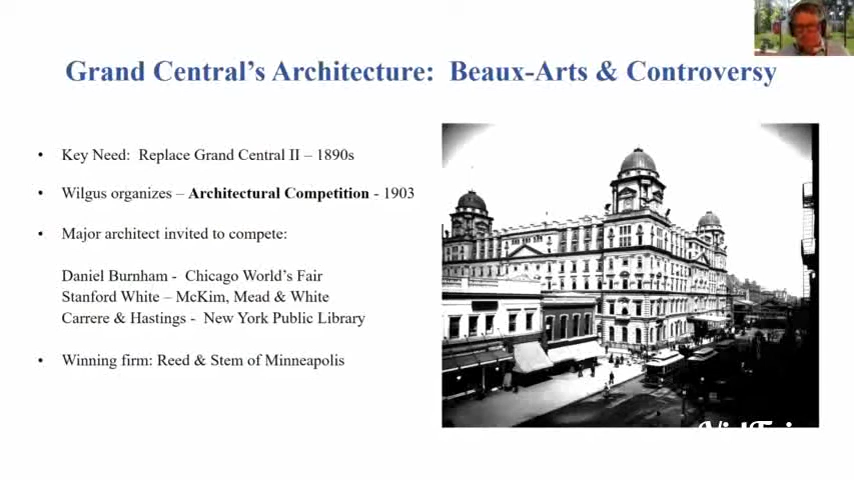 Grand Central's Architecture: Beaux-Arts & Controversy
• Key Need: Replace Grand Central II – 1890s
• Wilgus organizes – Architectural Competition - 1903
• Major architect invited to compete:
Daniel Burnham - Chicago World's Fair
Stanford White – McKim, Mead & White
Carrere & Hastings - New York Public Library
• Winning firm: Reed & Stem of Minneapolis